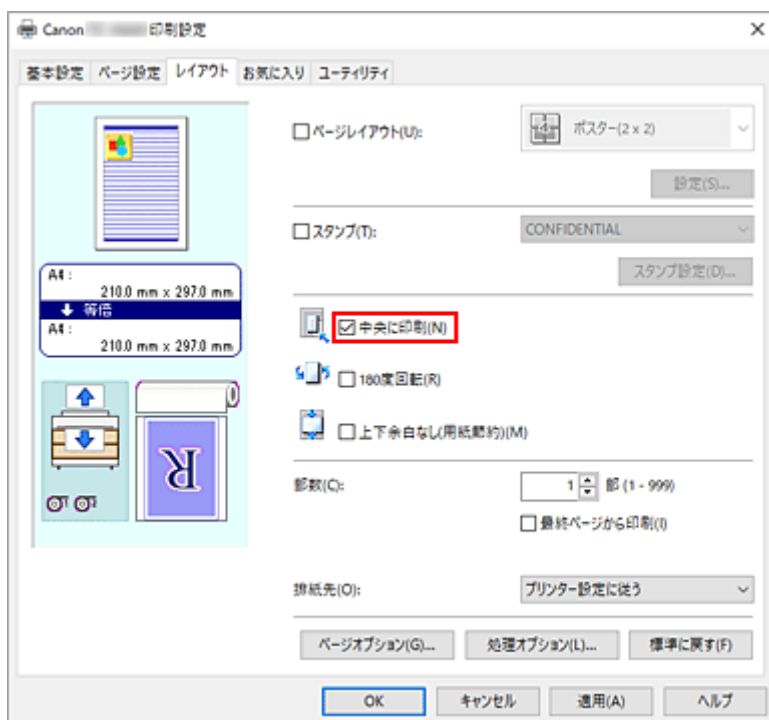 Canon 印刷設定
基本設定 ページ設定 レイアウト お気に入り ユーティリティ
A4 :
210.0 mm x 297.0 mm
等倍
A4 :
210.0 mm x 297.0 mm
R
ページレイアウト(U):
ポスター(2 x 2)
設定(S)...
スタンプ(T):
CONFIDENTIAL
スタンプ設定(D)...
中央に印刷(N)
180度回転(R)
上下余白なし(用紙節約)(M)
部数(C):
1 部 (1 - 999)
最終ページから印刷(I)
排紙先(O):
プリンター設定に従う
ページオプション(G)...
処理オプション(L)...
標準に戻す(F)
OK
キャンセル
適用(A)
ヘルプ